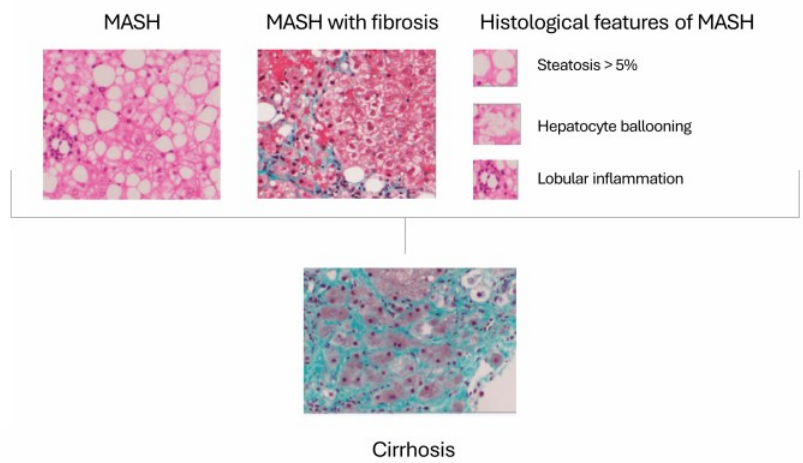 MASH
MASH with fibrosis
Histological features of MASH
Steatosis > 5%
Hepatocyte ballooning
Lobular inflammation
Cirrhosis